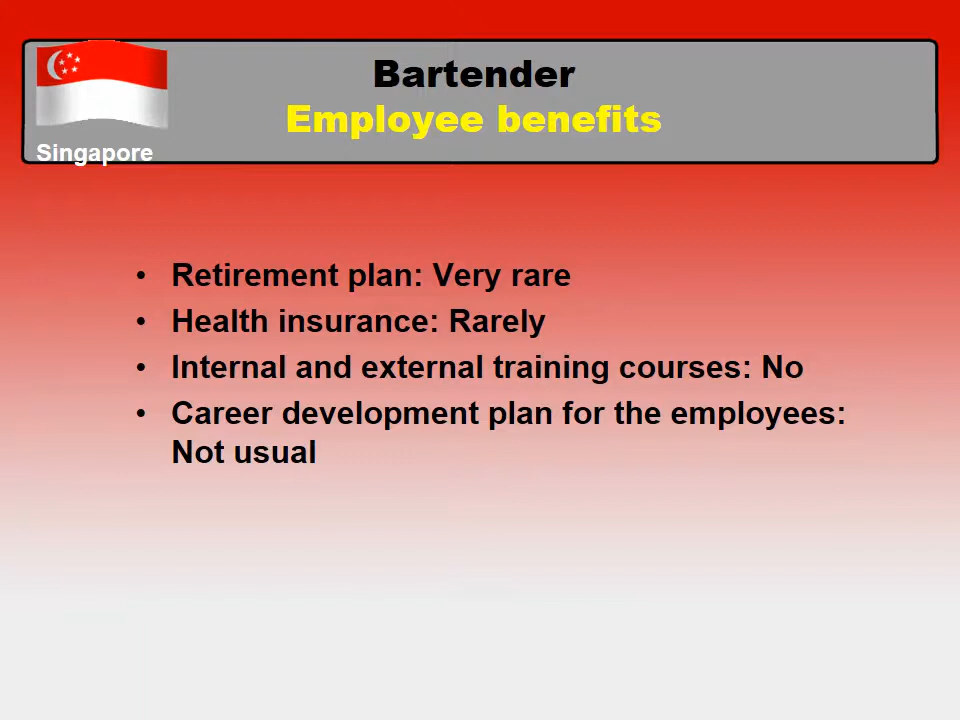 Bartender
Employee benefits
Singapore
• Retirement plan: Very rare
• Health insurance: Rarely
• Internal and external training courses: No
• Career development plan for the employees:
Not usual